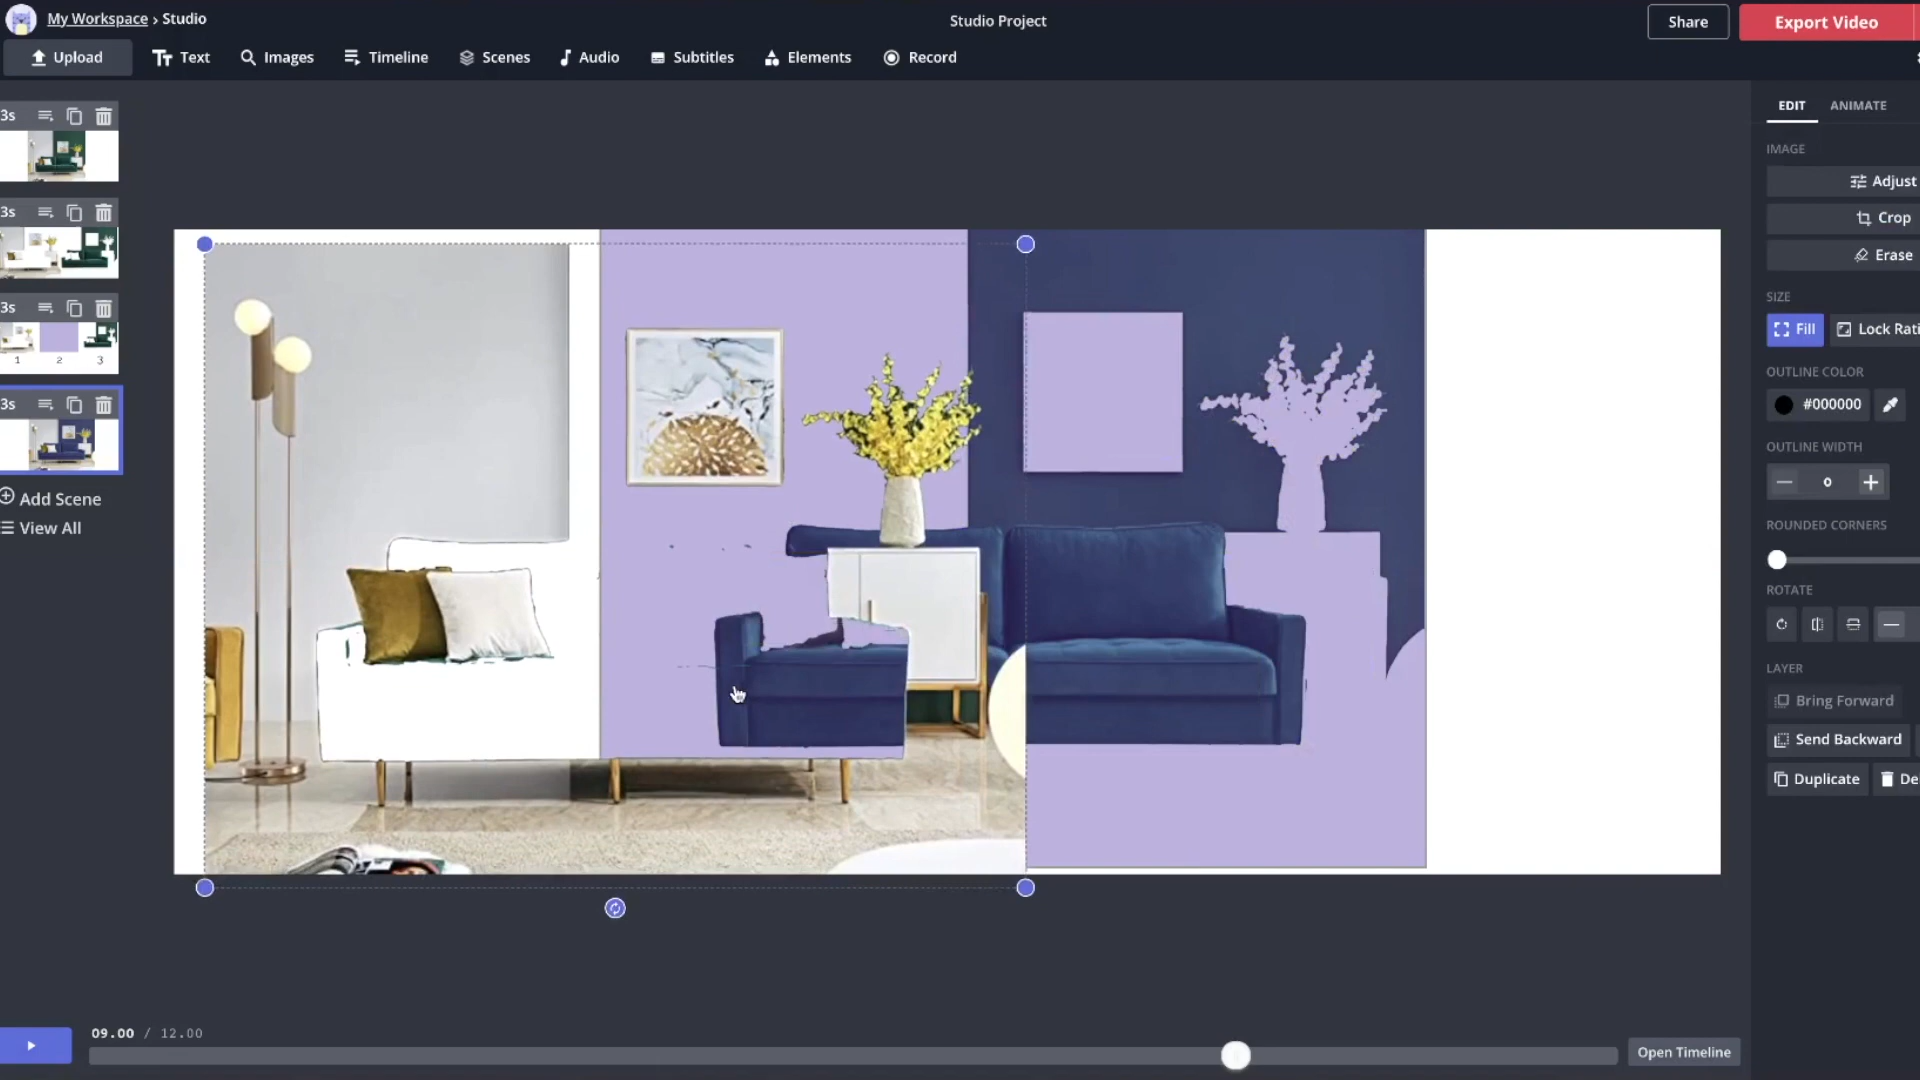 My Workspace › Studio
Studio Project
Share
Export Video
Upload
Text
Images
Timeline
Scenes
Audio
Subtitles
Elements
Record
3s
3s
3s
1 2 3
3s
Add Scene
View All
EDIT
ANIMATE
IMAGE
Adjust
Crop
Erase
SIZE
Fill
Lock Rati
OUTLINE COLOR
#000000
OUTLINE WIDTH
0
ROUNDED CORNERS
ROTATE
LAYER
Bring Forward
Send Backward
Duplicate
De
09.00 / 12.00
Open Timeline